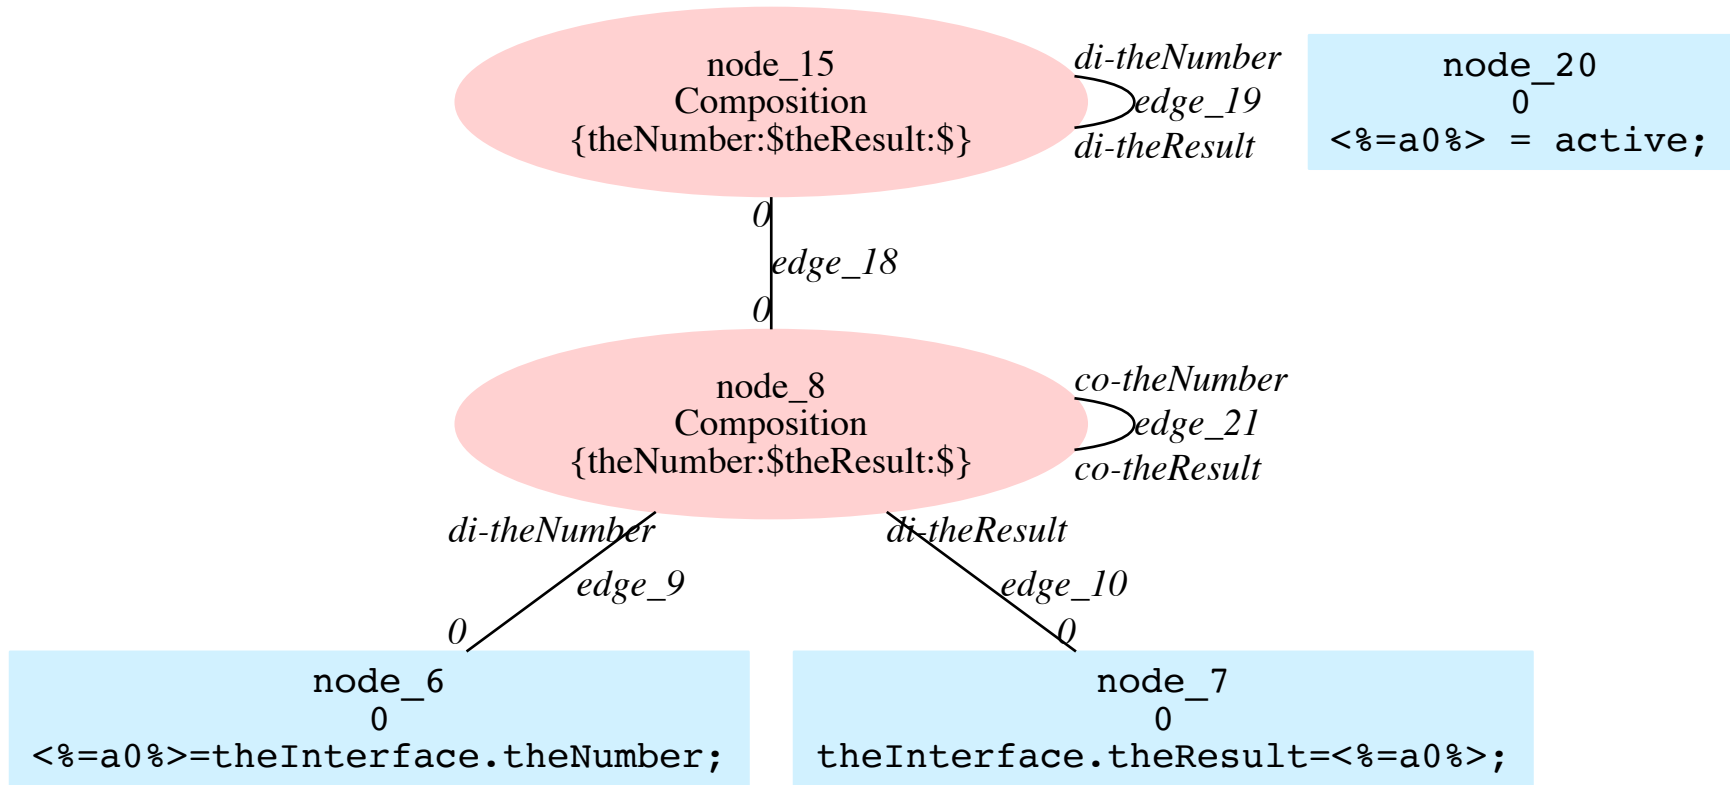 node_15
Composition
{theNumber:$theResult:$}
di-theNumber
edge_19
di-theResult
node_20
0
<%=a0%> = active;
0
edge_18
0
node_8
Composition
{theNumber:$theResult:$}
co-theNumber
edge_21
co-theResult
di-theNumber
di-theResult
edge_9
edge_10
0
0
node_6
0
<%=a0%>=theInterface.theNumber;
node_7
0
theInterface.theResult=<%=a0%>;